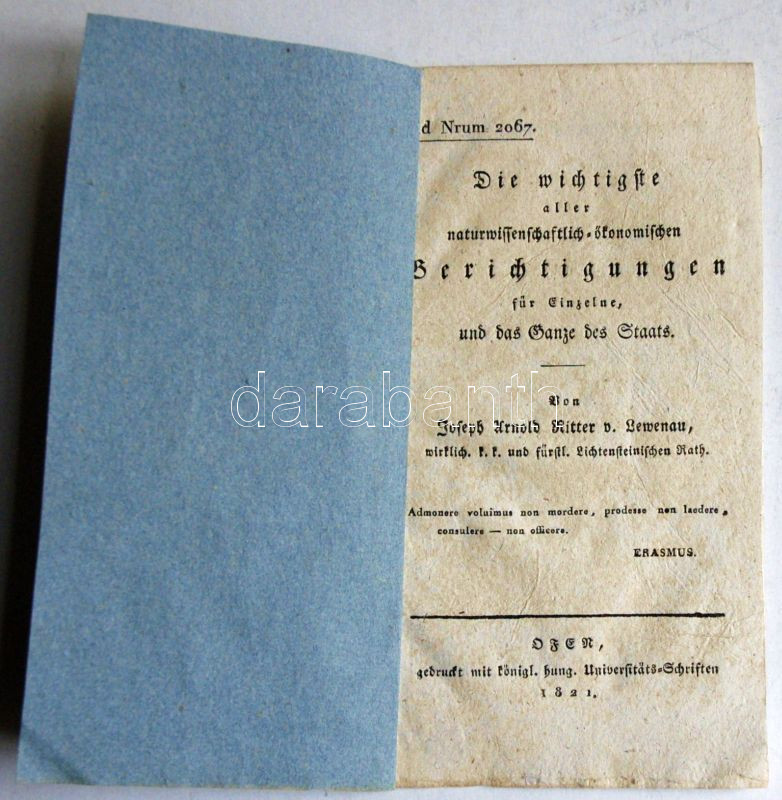 d Nrum 2067.
Die wichtigste
aller
naturwissenschaftlich-ökonomischen
Berichtigungen
für Einzelne,
und das Ganze des Staats.
Von
Joseph Arnold Ritter v. Lewenau,
wirklich. k. k. und fürstl. Lichtensteinischen Rath.
Admonere voluimus non mordere, prodesse non laedere,
consulere — non officere.
ERASMUS.
OFEN,
gedruckt mit königl. hung. Universitäts-Schriften
1821.
darabanth